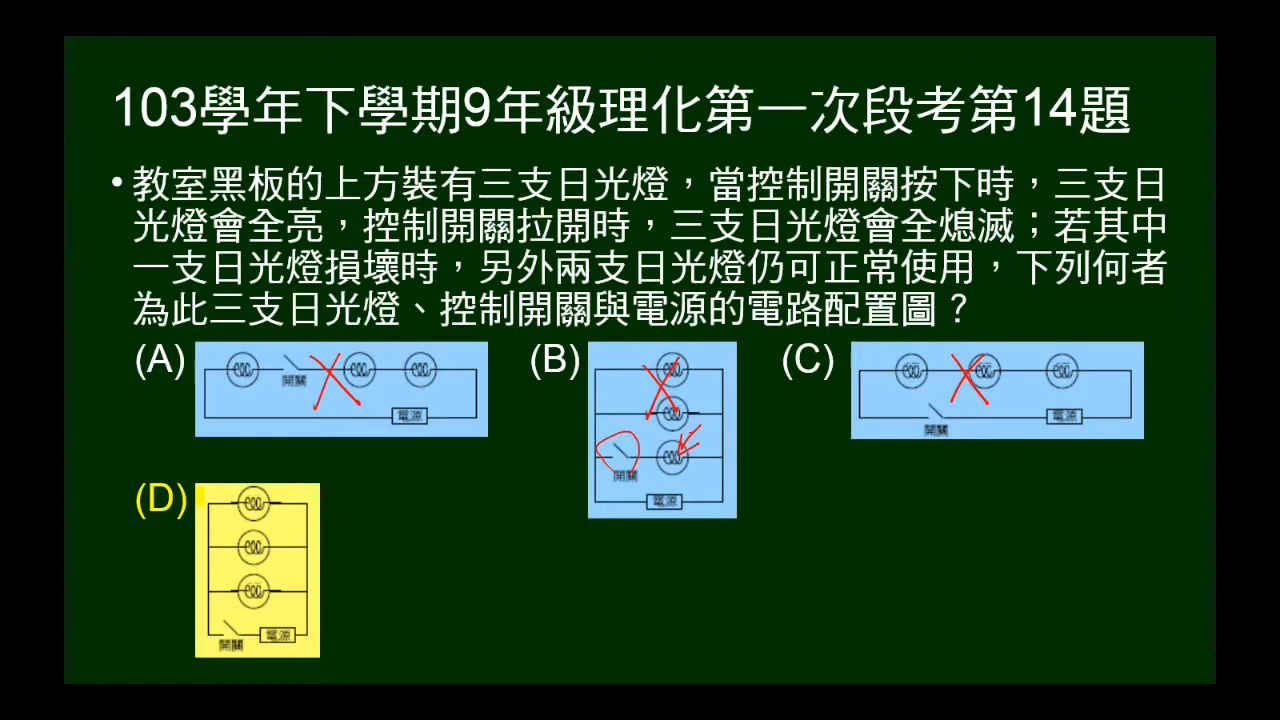 103學年下學期9年級理化第一次段考第14題
•教室黑板的上方裝有三支日光燈，當控制開關按下時，三支日
光燈會全亮，控制開關拉開時，三支日光燈會全熄滅；若其中
一支日光燈損壞時，另外兩支日光燈仍可正常使用，下列何者
為此三支日光燈、控制開關與電源的電路配置圖？
(A)
開關
電源
(B)
開關
電源
(C)
開關
電源
(D)
開關
電源